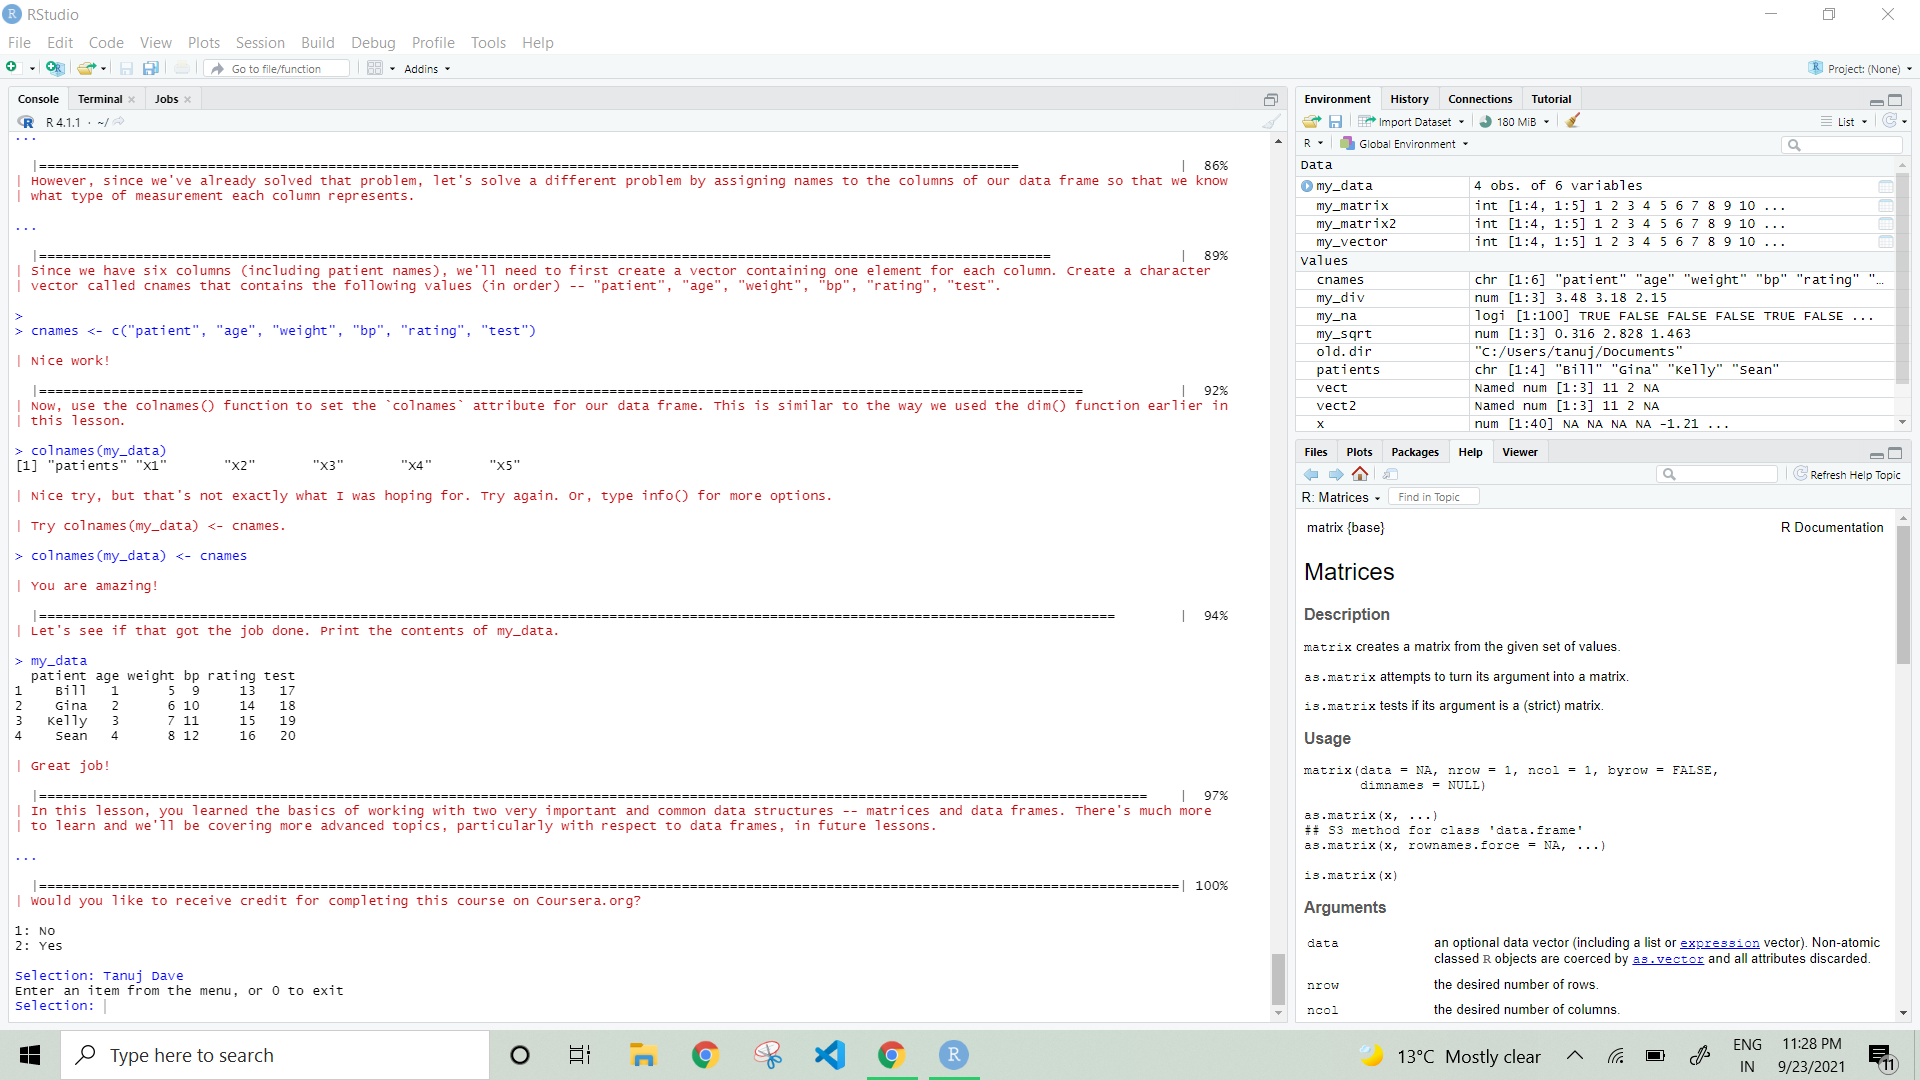 RStudio
File Edit Code View Plots Session Build Debug Profile Tools Help
Go to file/function Addins Project: (None)
Console Terminal Jobs
R 4.1.1 · ~/
...
|=========================================================================================================================== | 86%
| However, since we've already solved that problem, let's solve a different problem by assigning names to the columns of our data frame so that we know
| what type of measurement each column represents.
...
|=============================================================================================================================== | 89%
| Since we have six columns (including patient names), we'll need to first create a vector containing one element for each column. Create a character
| vector called cnames that contains the following values (in order) -- "patient", "age", "weight", "bp", "rating", "test".
>
> cnames <- c("patient", "age", "weight", "bp", "rating", "test")
| Nice work!
|=================================================================================================================================== | 92%
| Now, use the colnames() function to set the `colnames` attribute for our data frame. This is similar to the way we used the dim() function earlier in
| this lesson.
> colnames(my_data)
[1] "patients" "X1" "X2" "X3" "X4" "X5"
| Nice try, but that's not exactly what I was hoping for. Try again. Or, type info() for more options.
| Try colnames(my_data) <- cnames.
> colnames(my_data) <- cnames
| You are amazing!
|======================================================================================================================================= | 94%
| Let's see if that got the job done. Print the contents of my_data.
> my_data
patient age weight bp rating test
1 Bill 1 5 9 13 17
2 Gina 2 6 10 14 18
3 Kelly 3 7 11 15 19
4 Sean 4 8 12 16 20
| Great job!
|=========================================================================================================================================== | 97%
| In this lesson, you learned the basics of working with two very important and common data structures -- matrices and data frames. There's much more
| to learn and we'll be covering more advanced topics, particularly with respect to data frames, in future lessons.
...
|===============================================================================================================================================| 100%
| Would you like to receive credit for completing this course on Coursera.org?
1: No
2: Yes
Selection: Tanuj Dave
Enter an item from the menu, or 0 to exit
Selection:
Environment History Connections Tutorial
Import Dataset 180 MiB List
R Global Environment
Data
my_data 4 obs. of 6 variables
my_matrix int [1:4, 1:5] 1 2 3 4 5 6 7 8 9 10 ...
my_matrix2 int [1:4, 1:5] 1 2 3 4 5 6 7 8 9 10 ...
my_vector int [1:4, 1:5] 1 2 3 4 5 6 7 8 9 10 ...
Values
cnames chr [1:6] "patient" "age" "weight" "bp" "rating" "...
my_div num [1:3] 3.48 3.18 2.15
my_na logi [1:100] TRUE FALSE FALSE FALSE TRUE FALSE ...
my_sqrt num [1:3] 0.316 2.828 1.463
old.dir "C:/Users/tanuj/Documents"
patients chr [1:4] "Bill" "Gina" "Kelly" "Sean"
vect Named num [1:3] 11 2 NA
vect2 Named num [1:3] 11 2 NA
x num [1:40] NA NA NA NA -1.21 ...
Files Plots Packages Help Viewer
Refresh Help Topic
R: Matrices Find in Topic
matrix {base} R Documentation
Matrices
Description
matrix creates a matrix from the given set of values.
as.matrix attempts to turn its argument into a matrix.
is.matrix tests if its argument is a (strict) matrix.
Usage
matrix(data = NA, nrow = 1, ncol = 1, byrow = FALSE,
dimnames = NULL)
as.matrix(x, ...)
## S3 method for class 'data.frame'
as.matrix(x, rownames.force = NA, ...)
is.matrix(x)
Arguments
data an optional data vector (including a list or expression vector). Non-atomic
classed R objects are coerced by as.vector and all attributes discarded.
nrow the desired number of rows.
ncol the desired number of columns.
Type here to search
13°C Mostly clear
ENG
IN
11:28 PM
9/23/2021
11